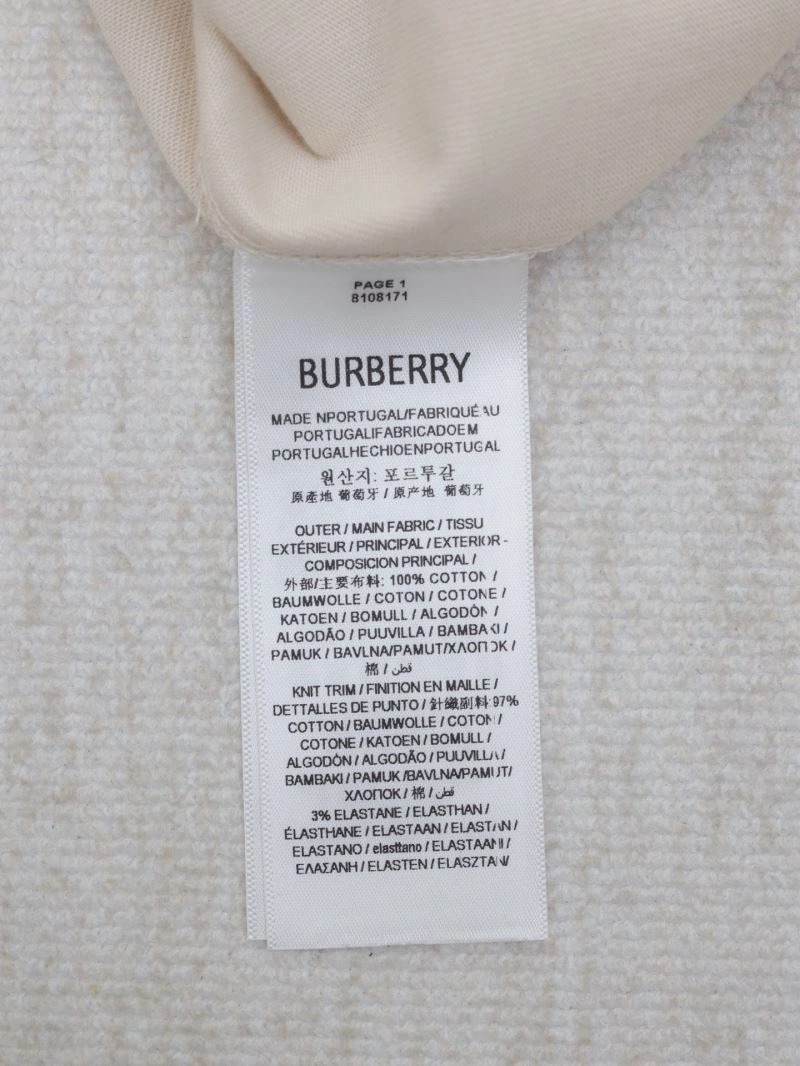 PAGE 1
8108171
BURBERRY
MADE NPORTUGAL/FABRIQUÉ AU
PORTUGALIFABRICADOEM
PORTUGALHECHIOENPORTUGAL
원산지: 포르투갈
原產地 葡萄牙 / 原产地 葡萄牙
OUTER / MAIN FABRIC / TISSU
EXTÉRIEUR / PRINCIPAL / EXTERIOR -
COMPOSICION PRINCIPAL /
外部/主要布料: 100% COTTON /
BAUMWOLLE / COTON / COTONE /
KATOEN / BOMULL / ALGODÓN /
ALGODÃO / PUUVILLA / BAMBAKI /
PAMUK / BAVLNA/PAMUT/ХЛОПОК /
棉 / قطن
KNIT TRIM / FINITION EN MAILLE /
DETTALLES DE PUNTO / 針織副料:97%
COTTON / BAUMWOLLE / COTON /
COTONE / KATOEN / BOMULL /
ALGODÓN / ALGODÃO / PUUVILLA /
BAMBAKI / PAMUK /BAVLNA/PAMUT/
ХЛОПОК / 棉 / قطن
3% ELASTANE / ELASTHAN /
ÉLASTHANE / ELASTAAN / ELASTAN /
ELASTANO / elasttano / ELASTAANI /
ΕΛΑΣΑΝΗ / ELASTEN / ELASZTAN/